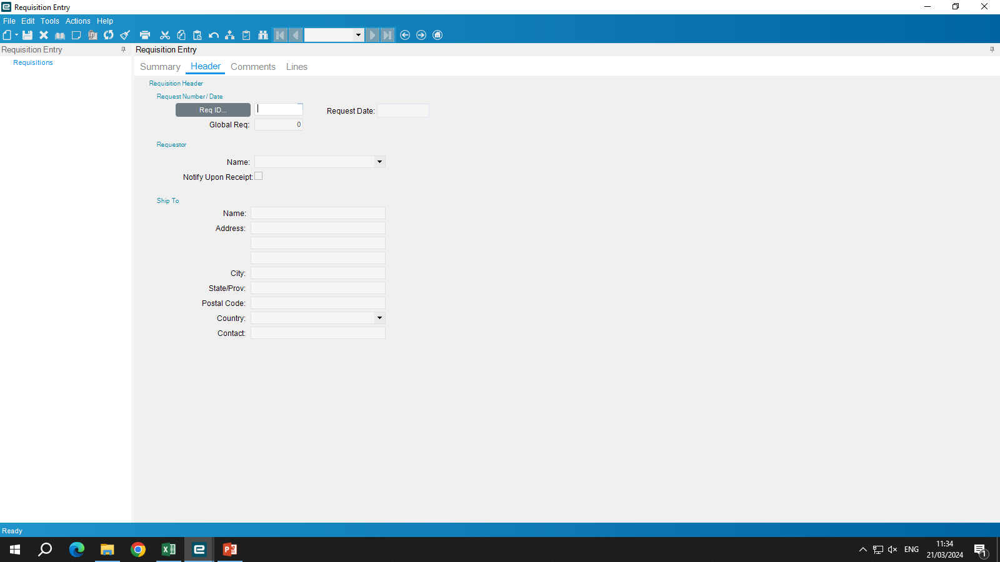 Requisition Entry
File Edit Tools Actions Help
Requisition Entry
Requisitions
Requisition Entry
Summary Header Comments Lines
Requisition Header
Request Number / Date
Req ID...
Request Date:
Global Req: 0
Requestor
Name:
Notify Upon Receipt:
Ship To
Name:
Address:
City:
State/Prov:
Postal Code:
Country:
Contact:
Ready
ENG
11:34
21/03/2024
1